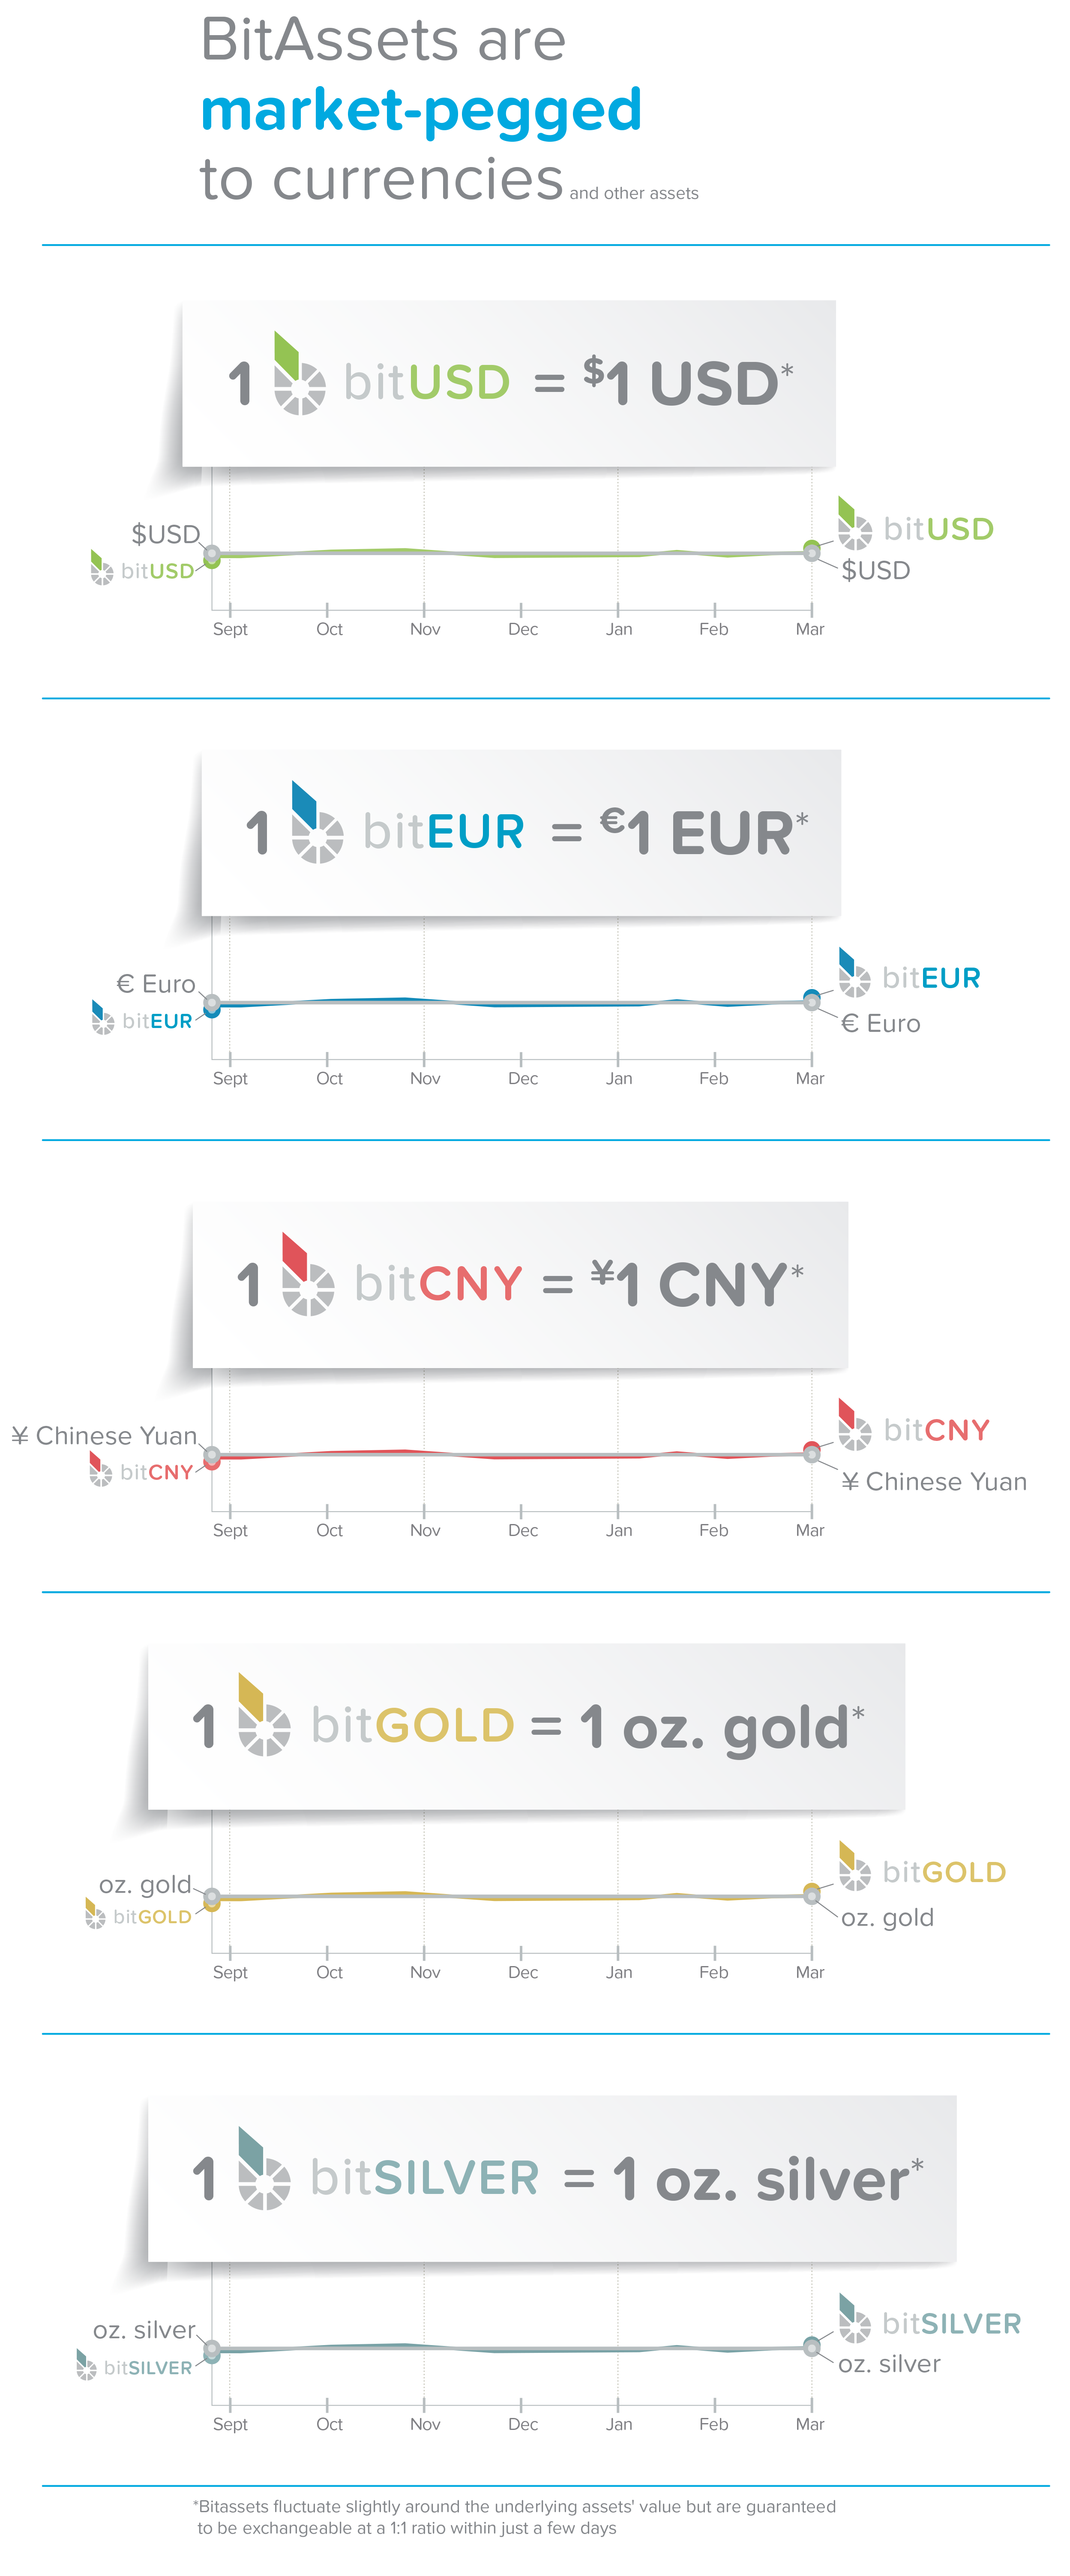 BitAssets are
market-pegged
to currencies and other assets
1 bitUSD = $1 USD*
$USD
bitUSD
bitUSD
$USD
Sept Oct Nov Dec Jan Feb Mar
1 bitEUR = €1 EUR*
€ Euro
bitEUR
bitEUR
€ Euro
Sept Oct Nov Dec Jan Feb Mar
1 bitCNY = ¥1 CNY*
¥ Chinese Yuan
bitCNY
bitCNY
¥ Chinese Yuan
Sept Oct Nov Dec Jan Feb Mar
1 bitGOLD = 1 oz. gold*
oz. gold
bitGOLD
bitGOLD
oz. gold
Sept Oct Nov Dec Jan Feb Mar
1 bitSILVER = 1 oz. silver*
oz. silver
bitSILVER
bitSILVER
oz. silver
Sept Oct Nov Dec Jan Feb Mar
*Bitassets fluctuate slightly around the underlying assets' value but are guaranteed
to be exchangeable at a 1:1 ratio within just a few days